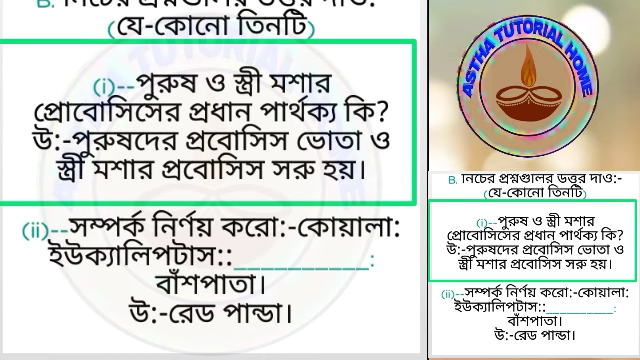 B. নিচের প্রশ্নগুলির উত্তর দাও:-
(যে-কোনো তিনটি)
(i)--পুরুষ ও স্ত্রী মশার
প্রোবোসিসের প্রধান পার্থক্য কি?
উ:-পুরুষদের প্রবোসিস ভোতা ও
স্ত্রী মশার প্রবোসিস সরু হয়।
(ii)--সম্পর্ক নির্ণয় করো:-কোয়ালা:
ইউক্যালিপটাস::__________:
বাঁশপাতা।
উ:-রেড পান্ডা।
ASTHA TUTORIAL HOME
B. নিচের প্রশ্নগুলির উত্তর দাও:-
(যে-কোনো তিনটি)
(i)--পুরুষ ও স্ত্রী মশার
প্রোবোসিসের প্রধান পার্থক্য কি?
উ:-পুরুষদের প্রবোসিস ভোতা ও
স্ত্রী মশার প্রবোসিস সরু হয়।
(ii)--সম্পর্ক নির্ণয় করো:-কোয়ালা:
ইউক্যালিপটাস::__________:
বাঁশপাতা।
উ:-রেড পান্ডা।